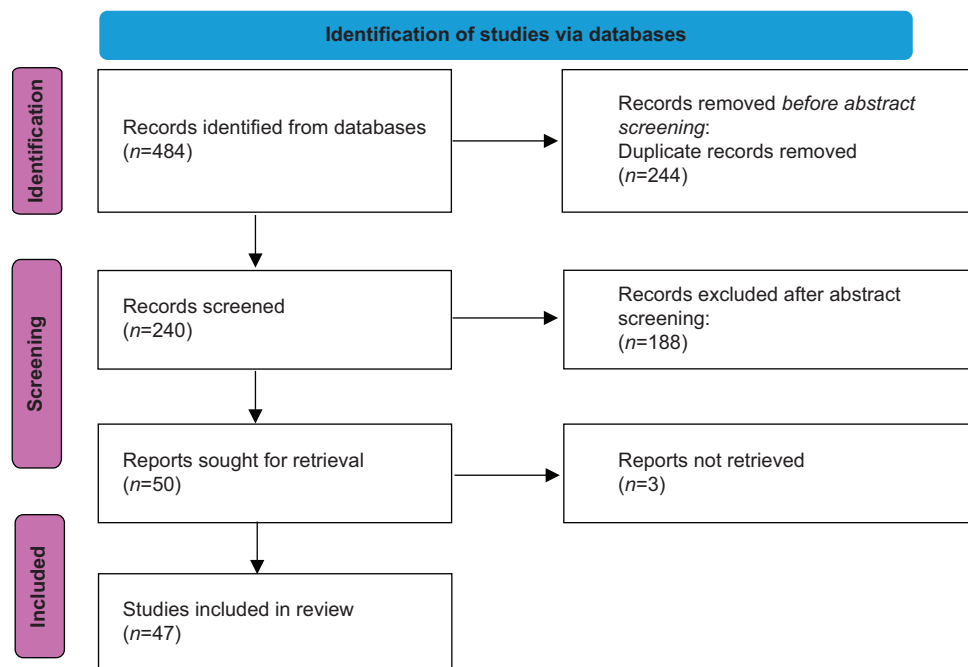 Identification of studies via databases
Identification
Records identified from databases
(n=484)
Records removed before abstract
screening:
Duplicate records removed
(n=244)
Screening
Records screened
(n=240)
Records excluded after abstract
screening:
(n=188)
Reports sought for retrieval
(n=50)
Reports not retrieved
(n=3)
Included
Studies included in review
(n=47)